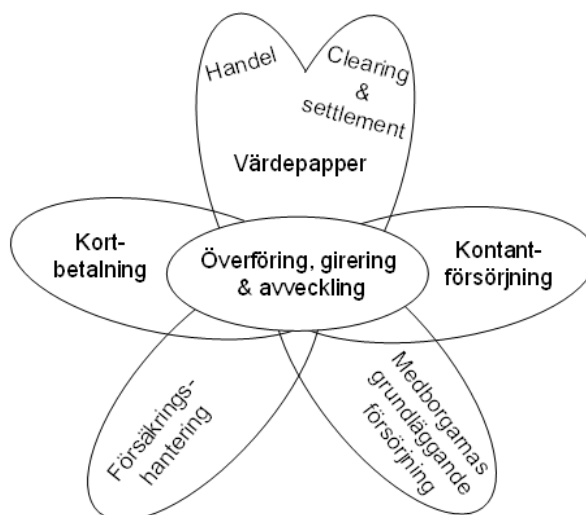 Handel
Clearing
&
settlement
Värdepapper
Kort-
betalning
Överföring, girering
& avveckling
Kontant-
försörjning
Försäkrings-
hantering
Medborgarnas
grundläggande
försörjning